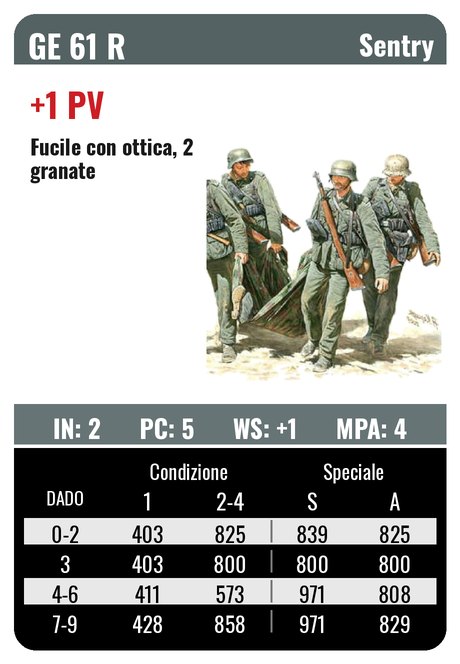 GE 61 R Sentry
+1 PV
Fucile con ottica, 2
granate
IN: 2 PC: 5 WS: +1 MPA: 4
Condizione Speciale
DADO 1 2-4 S A
0-2 403 825 839 825
3 403 800 800 800
4-6 411 573 971 808
7-9 428 858 971 829